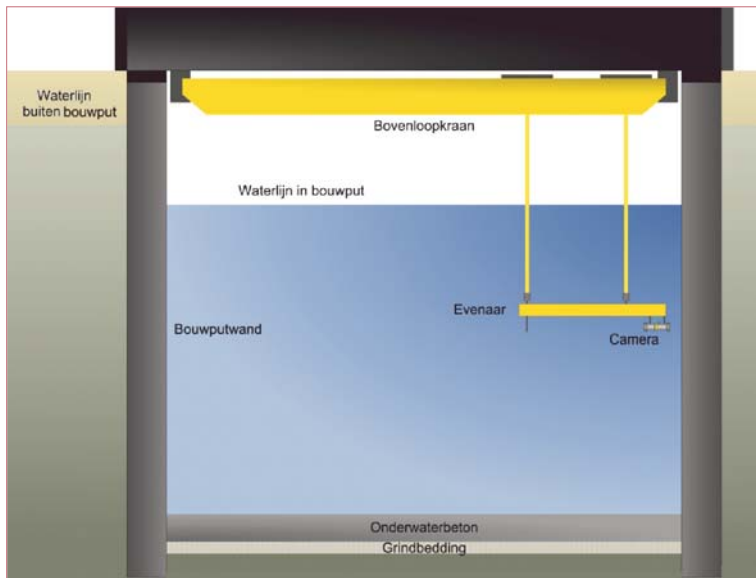 Waterlijn
buiten bouwput
Bovenloopkraan
Waterlijn in bouwput
Evenaar
Bouwputwand
Camera
Onderwaterbeton
Grindbedding